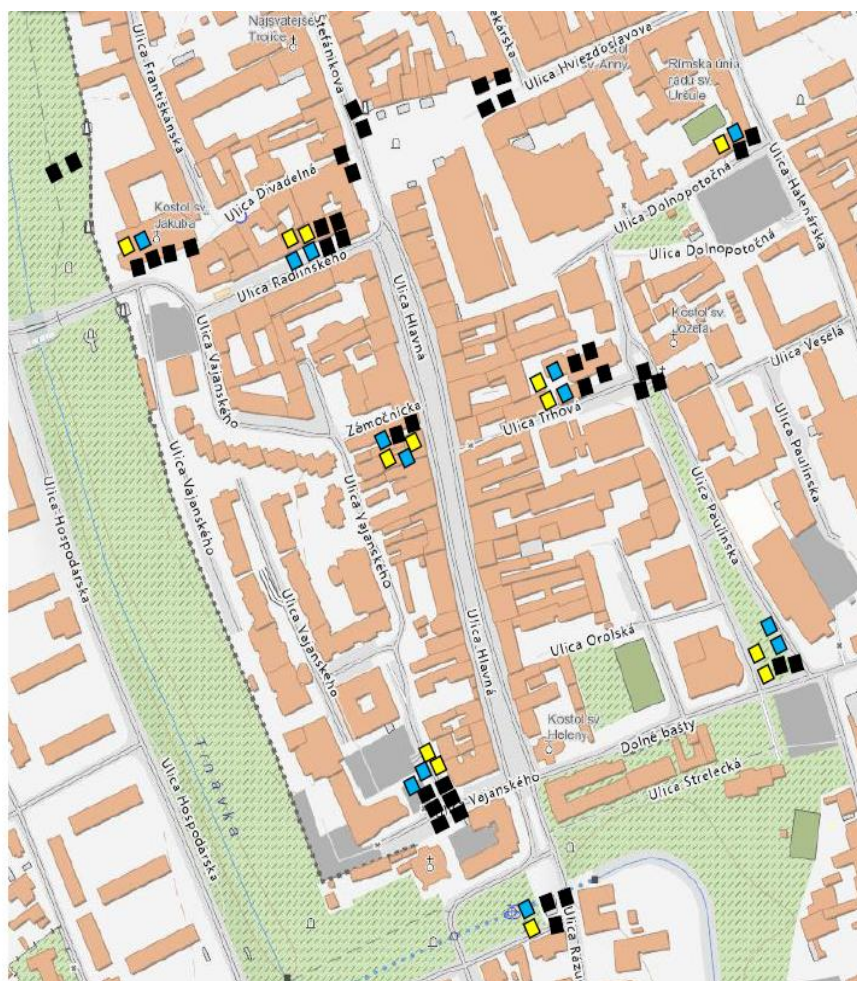 Najsvätejšej
Trojice
Štefánikova
ekárska
Ulica Hviezdoslavova
sv. Anny
Rímska únia
rádu sv.
Uršule
Ulica Františkánska
Ulica Divadelná
Kostol sv.
Jakuba
Ulica Dolnopotočná
Ulica Halenárska
Ulica Dolnopotočná
Ulica Radlinského
Ulica Hlavná
Kostol sv.
Jozefa
Ulica Veselá
Ulica Vajanského
Zámočnícka
Ulica Trhová
Ulica Paulínska
Ulica Hospodárska
Ulica Vajanského
Ulica Vajanského
Ulica Paulínska
Ulica Vajanského
Ulica Hlavná
Ulica Orolská
Kostol sv.
Heleny
Dolné bašty
Trnávka
Ulica Hospodárska
Vajanského
Ulica Strelecká
Ulica Rázu